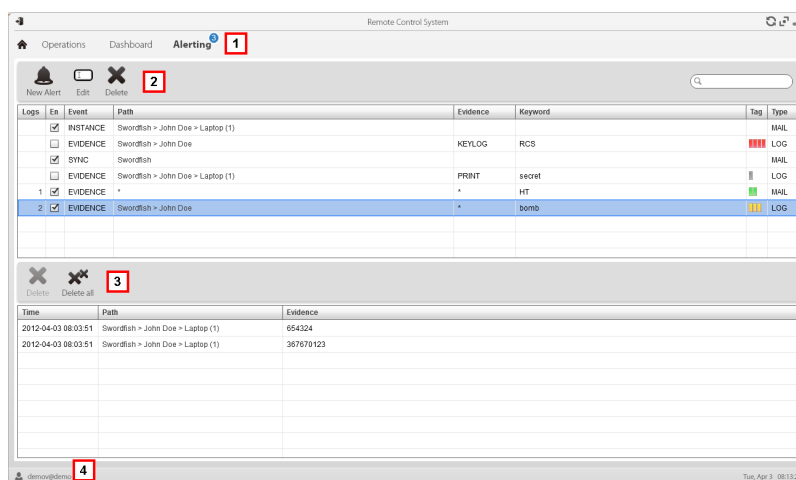 Remote Control System
Operations Dashboard Alerting 3 1
New Alert Edit Delete 2
Logs En Event Path Evidence Keyword Tag Type
INSTANCE Swordfish > John Doe > Laptop (1) MAIL
EVIDENCE Swordfish > John Doe KEYLOG RCS LOG
SYNC Swordfish MAIL
EVIDENCE Swordfish > John Doe > Laptop (1) PRINT secret LOG
1 EVIDENCE * * HT MAIL
2 EVIDENCE Swordfish > John Doe * bomb LOG
Delete Delete all 3
Time Path Evidence
2012-04-03 08:03:51 Swordfish > John Doe > Laptop (1) 654324
2012-04-03 08:03:51 Swordfish > John Doe > Laptop (1) 367670123
demov@demo 4 Tue, Apr 3